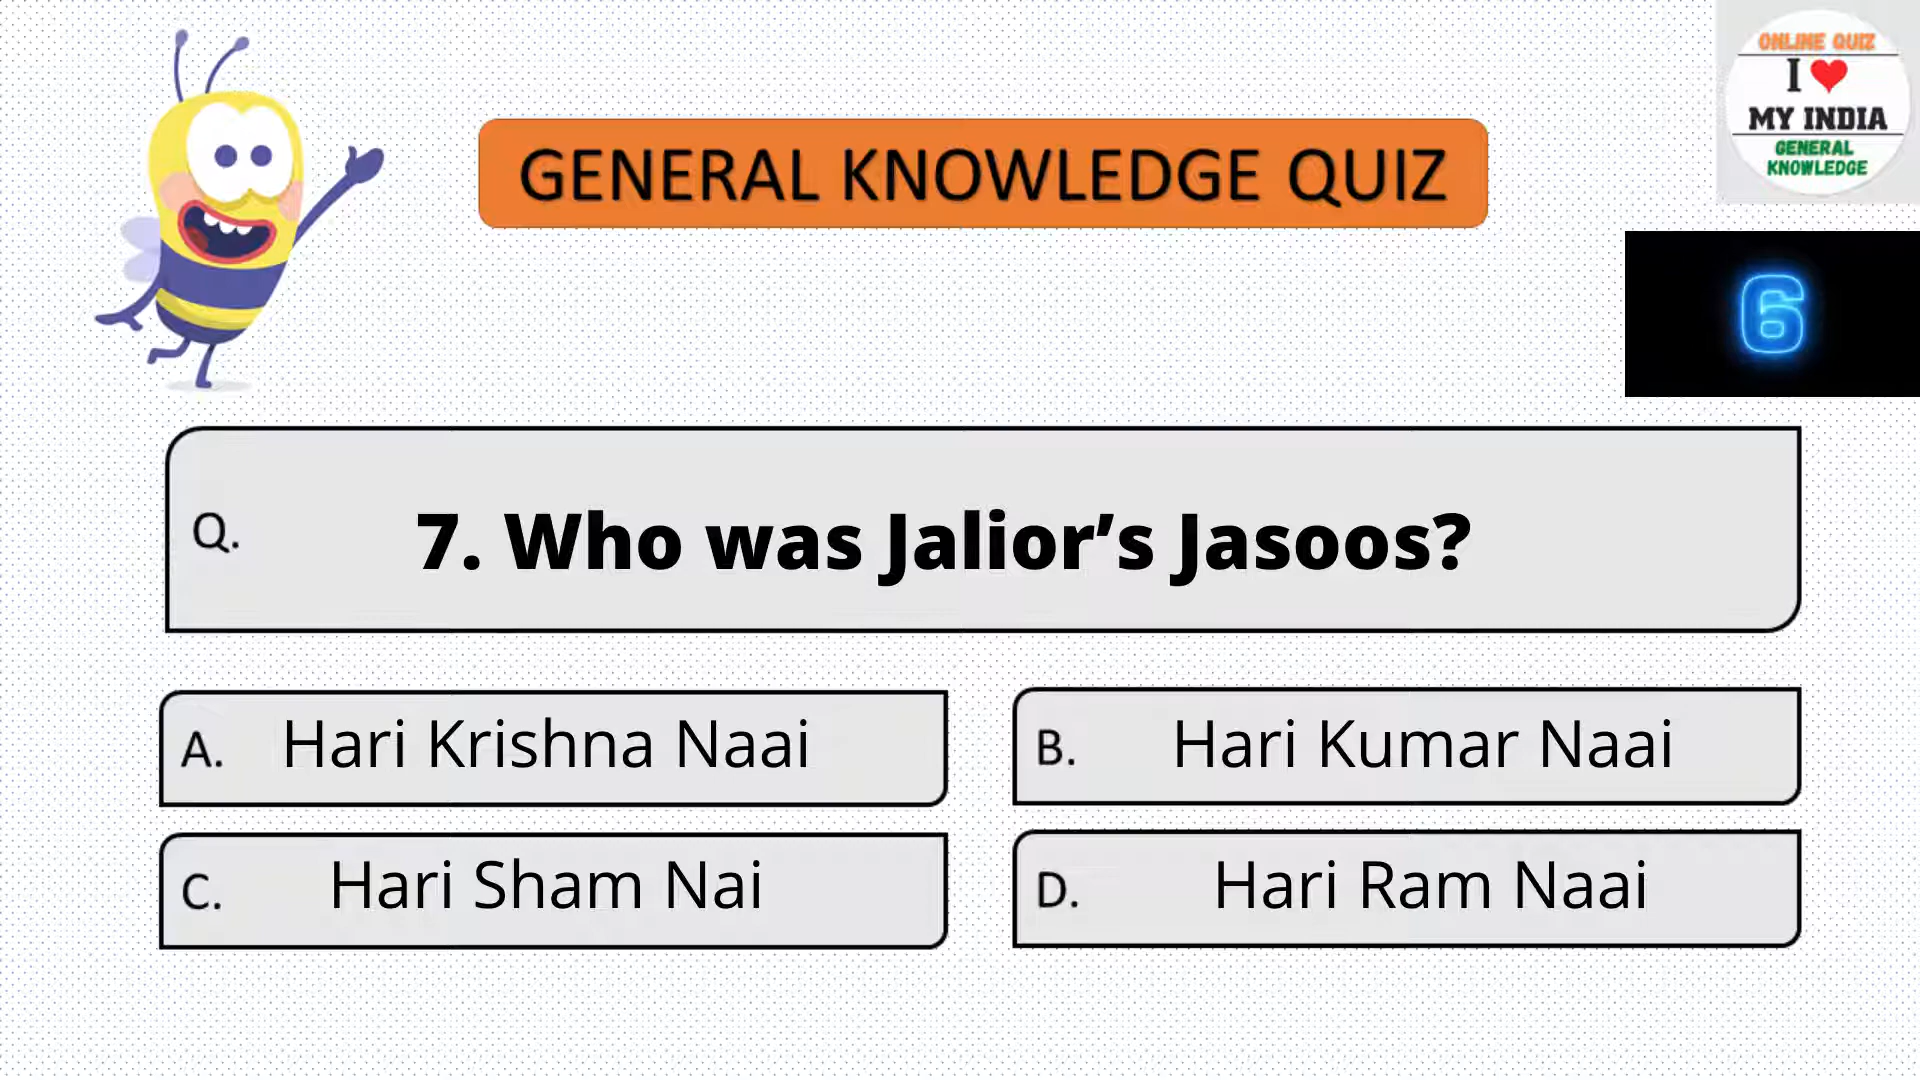 ONLINE QUIZ
I ❤
MY INDIA
GENERAL
KNOWLEDGE
GENERAL KNOWLEDGE QUIZ
6
Q. 7. Who was Jalior’s Jasoos?
A. Hari Krishna Naai
B. Hari Kumar Naai
C. Hari Sham Nai
D. Hari Ram Naai